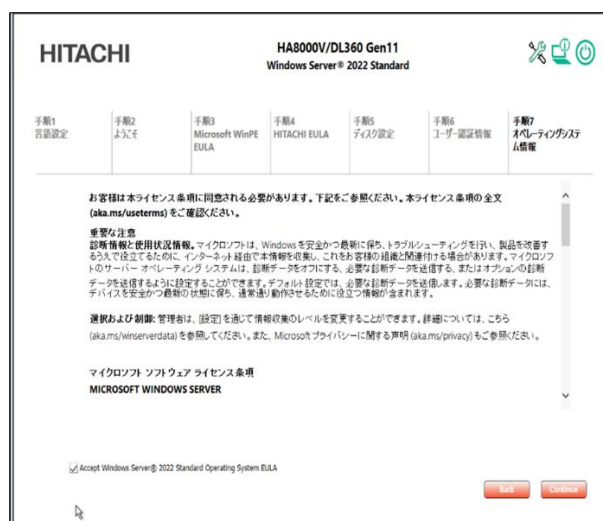 HITACHI
HA8000V/DL360 Gen11
Windows Server® 2022 Standard
手順1
言語設定
手順2
ようこそ
手順3
Microsoft WinPE
EULA
手順4
HITACHI EULA
手順5
ディスク設定
手順6
ユーザー認証情報
手順7
オペレーティングシステ
ム情報
お客様は本ライセンス条項に同意される必要があります。下記をご参照ください。本ライセンス条項の全文
(aka.ms/useterms) をご確認ください。
重要な注意
診断情報と使用状況情報。マイクロソフトは、Windows を安全かつ最新に保ち、トラブルシューティングを行い、製品を改善す
るうえで役立てるために、インターネット経由で本情報を収集し、これをお客様の組織と関連付ける場合があります。マイクロソフ
トのサーバー オペレーティング システムは、診断データをオフにする、必要な診断データを送信する、またはオプションの診断
データを送信するように設定することができます。デフォルト設定では、必要な診断データを送信します。必要な診断データには、
デバイスを安全かつ最新の状態に保ち、通常通り動作させるために役立つ情報が含まれます。
選択および制御: 管理者は、[設定] を通じて情報収集のレベルを変更することができます。詳細については、こちら
(aka.ms/winserverdata) を参照してください。また、Microsoft プライバシーに関する声明 (aka.ms/privacy) もご参照ください。
マイクロソフト ソフトウェア ライセンス条項
MICROSOFT WINDOWS SERVER
Accept Windows Server® 2022 Standard Operating System EULA
Back
Continue